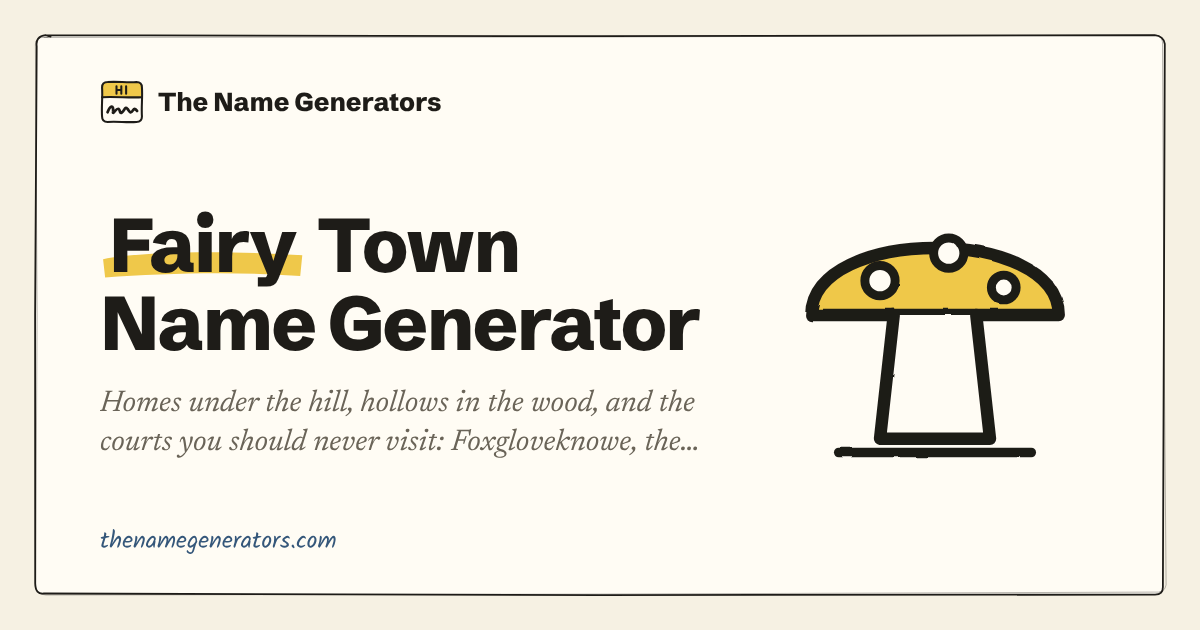 HI
The Name Generators
Fairy Town
Name Generator
Homes under the hill, hollows in the wood, and the
courts you should never visit: Foxgloveknowe, the...
thenamegenerators.com